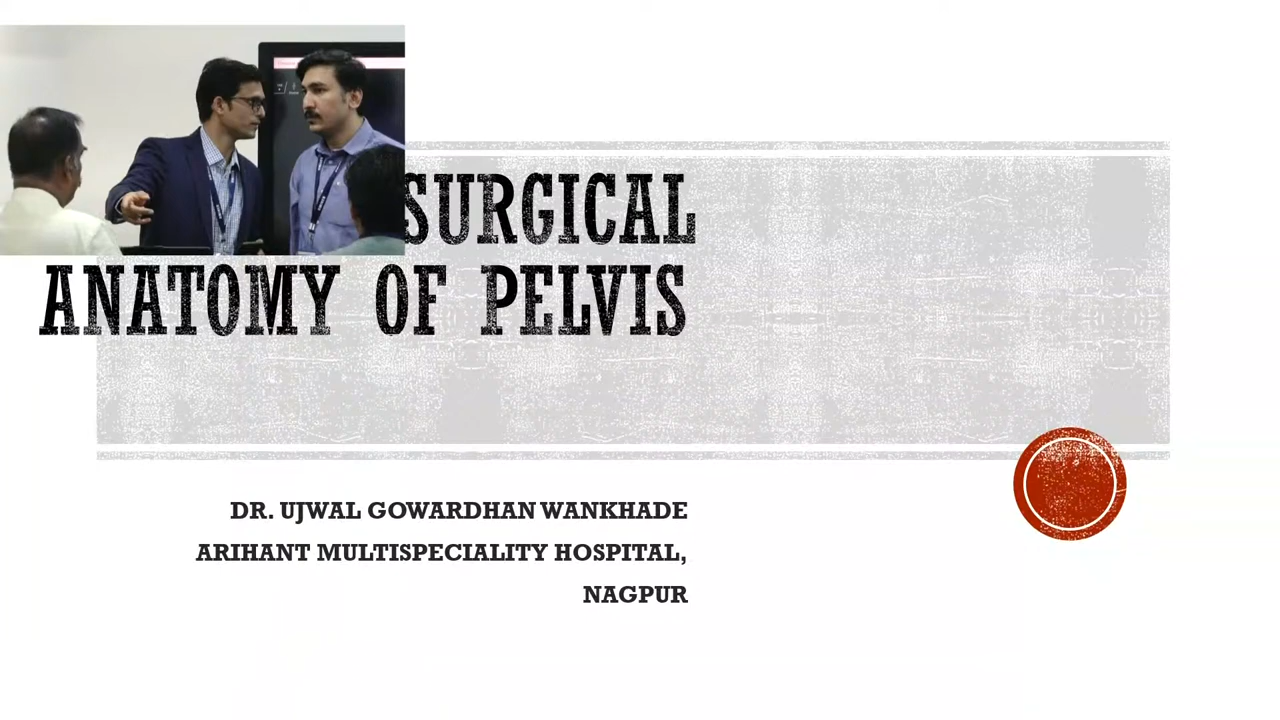 SURGICAL
ANATOMY OF PELVIS
DR. UJWAL GOWARDHAN WANKHADE
ARIHANT MULTISPECIALITY HOSPITAL,
NAGPUR